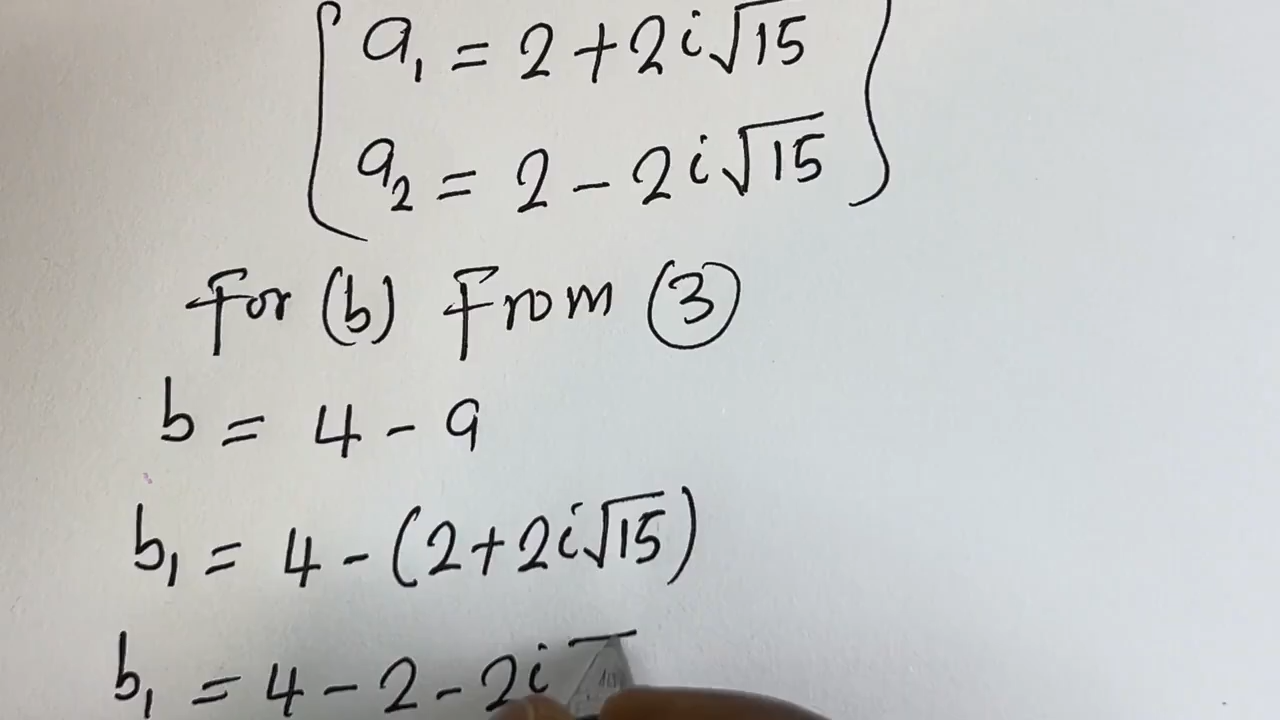 a₁ = 2 + 2i√15
a₂ = 2 - 2i√15
For (b) From ③
b = 4 - a
b₁ = 4 - (2 + 2i√15)
b₁ = 4 - 2 - 2i√